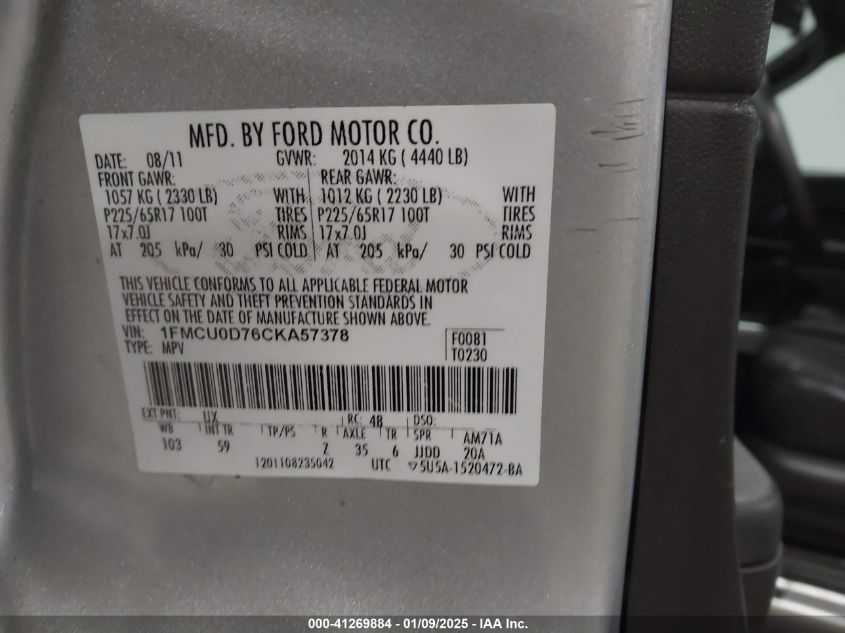 MFD. BY FORD MOTOR CO.
DATE: 08/11 GVWR: 2014 KG ( 4440 LB)
FRONT GAWR: REAR GAWR:
1057 KG ( 2330 LB) WITH 1012 KG ( 2230 LB) WITH
P225/65R17 100T TIRES P225/65R17 100T TIRES
17x7.0J RIMS 17x7.0J RIMS
AT 205 kPa/ 30 PSI COLD AT 205 kPa/ 30 PSI COLD
THIS VEHICLE CONFORMS TO ALL APPLICABLE FEDERAL MOTOR
VEHICLE SAFETY AND THEFT PREVENTION STANDARDS IN
EFFECT ON THE DATE OF MANUFACTURE SHOWN ABOVE.
VIN: 1FMCU0D76CKA57378 F0081
TYPE: MPV T0230
EXT PNT: UX RC: 4B DSO:
WB INT TR TP/PS R AXLE TR SPR AM71A
103 59 Z 35 6 JJDD 20A
1201108235042 UTC 5U5A-1520472-BA
000-41269884 - 01/09/2025 - IAA Inc.